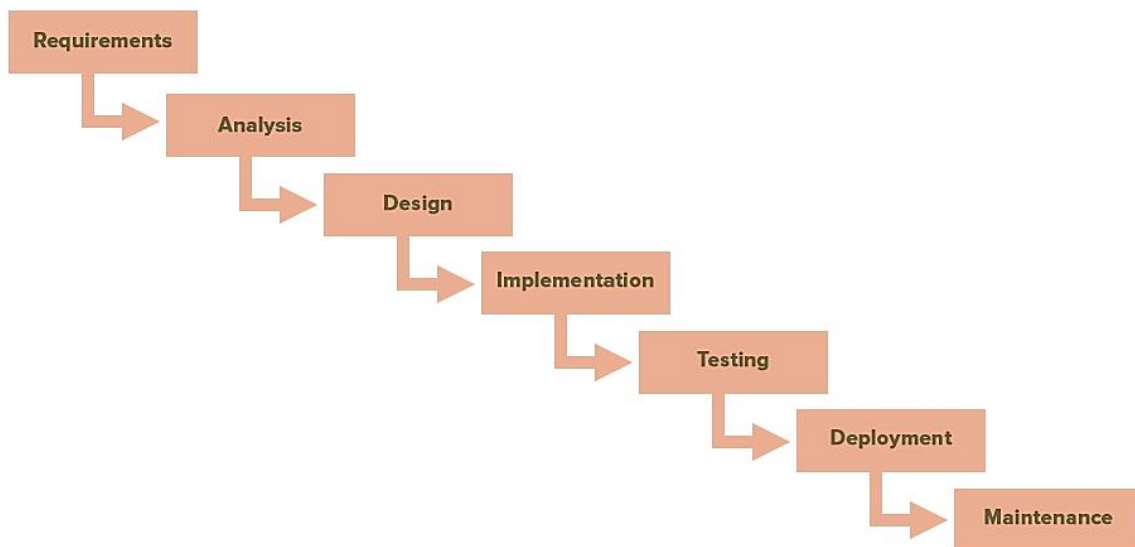 Requirements
Analysis
Design
Implementation
Testing
Deployment
Maintenance